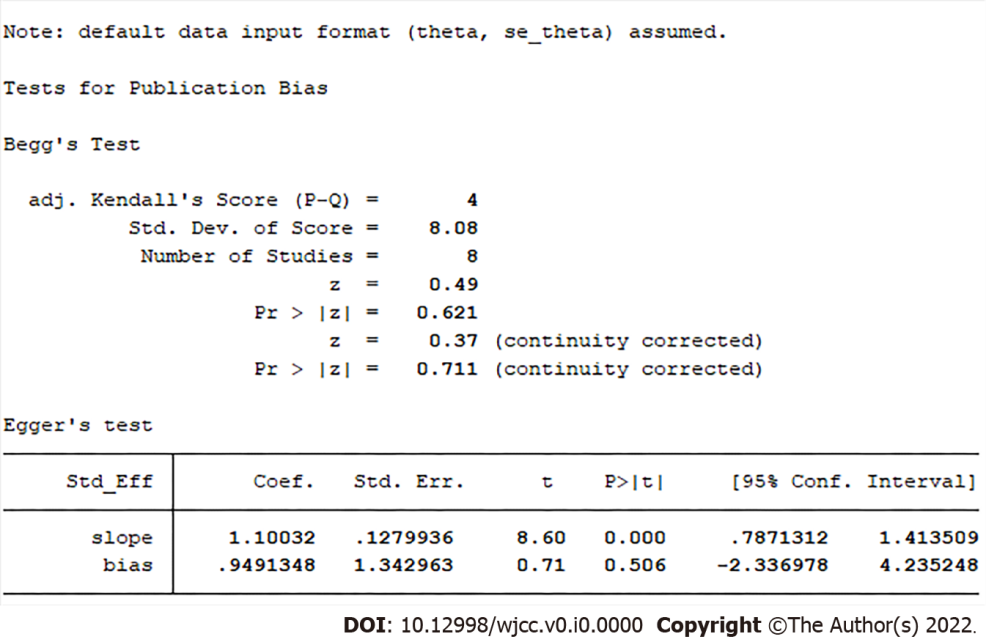 Note: default data input format (theta, se_theta) assumed.
Tests for Publication Bias
Begg's Test
adj. Kendall's Score (P-Q) = 4
Std. Dev. of Score = 8.08
Number of Studies = 8
z = 0.49
Pr > |z| = 0.621
z = 0.37 (continuity corrected)
Pr > |z| = 0.711 (continuity corrected)
Egger's test
Std_Eff Coef. Std. Err. t P>|t| [95% Conf. Interval]
slope 1.10032 .1279936 8.60 0.000 .7871312 1.413509
bias .9491348 1.342963 0.71 0.506 -2.336978 4.235248
DOI: 10.12998/wjcc.v0.i0.0000 Copyright ©The Author(s) 2022.